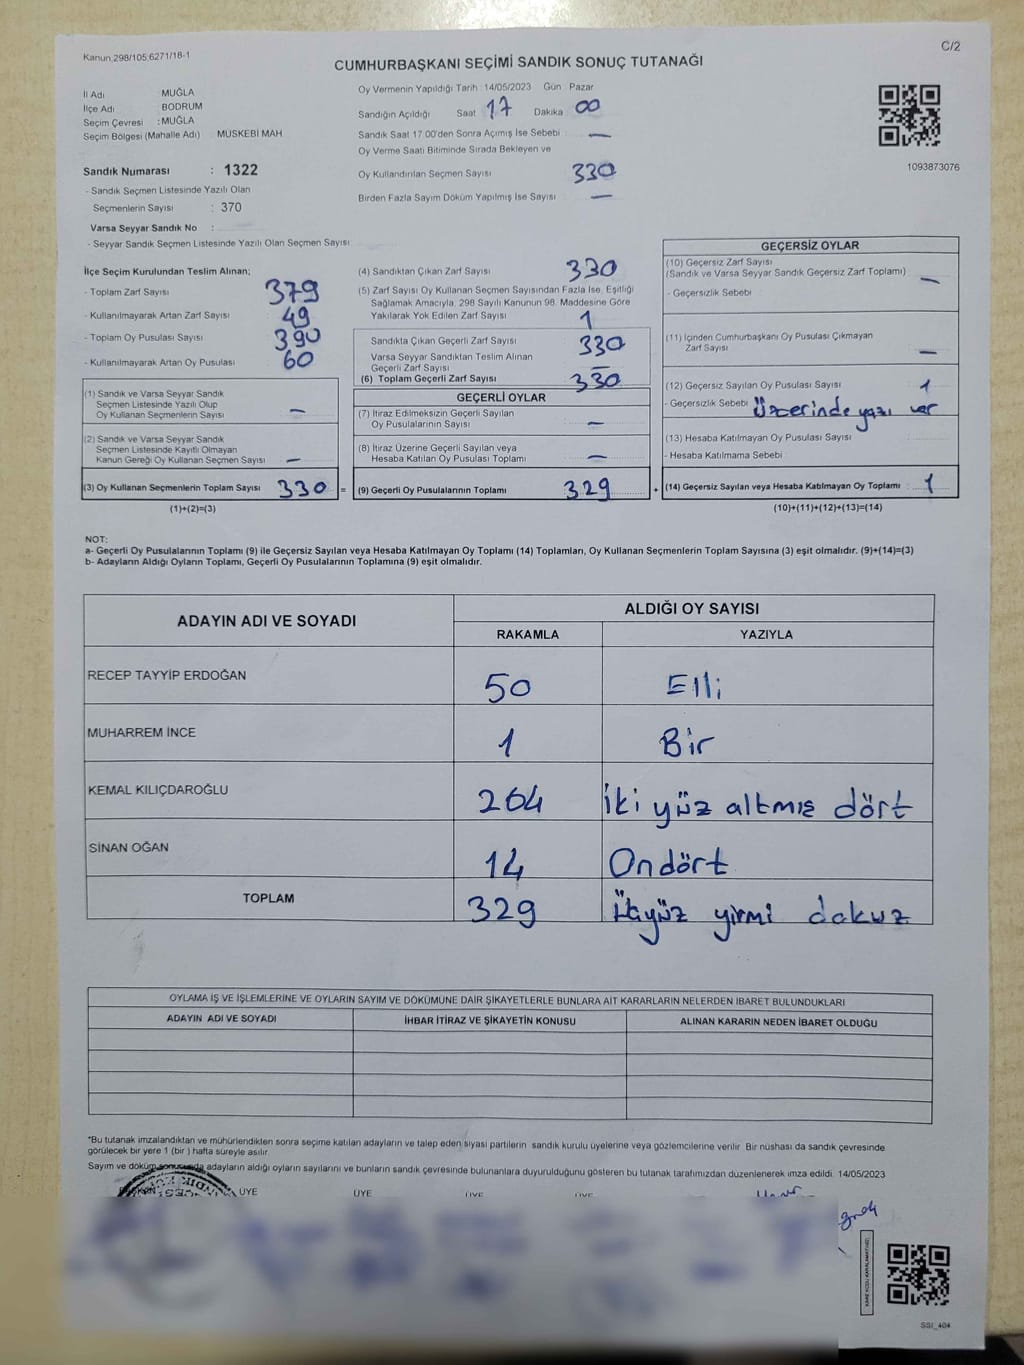 Kanun:298/105,6271/18-1
C/2
CUMHURBAŞKANI SEÇİMİ SANDIK SONUÇ TUTANAĞI
İl Adı : MUĞLA
İlçe Adı : BODRUM
Seçim Çevresi : MUĞLA
Seçim Bölgesi (Mahalle Adı) MÜSKEBİ MAH
Oy Vermenin Yapıldığı Tarih :14/05/2023 Gün Pazar
Sandığın Açıldığı Saat 17 Dakika 00
Sandık Saat 17.00'den Sonra Açımış İse Sebebi —
Oy Verme Saati Bitiminde Sırada Bekleyen ve
Oy Kullandırılan Seçmen Sayısı 330
Birden Fazla Sayım Döküm Yapılmış İse Sayısı —
1093873076
Sandık Numarası : 1322
- Sandık Seçmen Listesinde Yazılı Olan
Seçmenlerin Sayısı : 370
Varsa Seyyar Sandık No :
- Seyyar Sandık Seçmen Listesinde Yazılı Olan Seçmen Sayısı
İlçe Seçim Kurulundan Teslim Alınan;
- Toplam Zarf Sayısı 379
- Kullanılmayarak Artan Zarf Sayısı 49
- Toplam Oy Pusulası Sayısı 390
- Kullanılmayarak Artan Oy Pusulası 60
(1) Sandık ve Varsa Seyyar Sandık
Seçmen Listesinde Yazılı Olup
Oy Kullanan Seçmenlerin Sayısı —
(2) Sandık ve Varsa Seyyar Sandık
Seçmen Listesinde Kayıtlı Olmayan
Kanun Gereği Oy Kullanan Seçmen Sayısı —
(3) Oy Kullanan Seçmenlerin Toplam Sayısı 330 =
(1)+(2)=(3)
(4) Sandıktan Çıkan Zarf Sayısı 330
(5) Zarf Sayısı Oy Kullanan Seçmen Sayısından Fazla İse, Eşitliği
Sağlamak Amacıyla, 298 Sayılı Kanunun 98. Maddesine Göre
Yakılarak Yok Edilen Zarf Sayısı 1
Sandıkta Çıkan Geçerli Zarf Sayısı 330
Varsa Seyyar Sandıktan Teslim Alınan
Geçerli Zarf Sayısı —
(6) Toplam Geçerli Zarf Sayısı 330
GEÇERLİ OYLAR
(7) İtiraz Edilmeksizin Geçerli Sayılan
Oy Pusulalarının Sayısı —
(8) İtiraz Üzerine Geçerli Sayılan veya
Hesaba Katılan Oy Pusulası Toplamı —
(9) Geçerli Oy Pusulalarının Toplamı 329 +
GEÇERSİZ OYLAR
(10) Geçersiz Zarf Sayısı
(Sandık ve Varsa Seyyar Sandık Geçersiz Zarf Toplamı) —
- Geçersizlik Sebebi :
(11) İçinden Cumhurbaşkanı Oy Pusulası Çıkmayan
Zarf Sayısı —
(12) Geçersiz Sayılan Oy Pusulası Sayısı 1
- Geçersizlik Sebebi Üzerinde yazı var
(13) Hesaba Katılmayan Oy Pusulası Sayısı
- Hesaba Katılmama Sebebi
(14) Geçersiz Sayılan veya Hesaba Katılmayan Oy Toplamı 1
(10)+(11)+(12)+(13)=(14)
NOT:
a- Geçerli Oy Pusulalarının Toplamı (9) ile Geçersiz Sayılan veya Hesaba Katılmayan Oy Toplamı (14) Toplamları, Oy Kullanan Seçmenlerin Toplam Sayısına (3) eşit olmalıdır. (9)+(14)=(3)
b- Adayların Aldığı Oyların Toplamı, Geçerli Oy Pusulalarının Toplamına (9) eşit olmalıdır.
ADAYIN ADI VE SOYADI
ALDIĞI OY SAYISI
RAKAMLA YAZIYLA
RECEP TAYYİP ERDOĞAN 50 Elli
MUHARREM İNCE 1 Bir
KEMAL KILIÇDAROĞLU 264 İki yüz altmış dört
SİNAN OĞAN 14 Ondört
TOPLAM 329 Üçyüz yirmi dokuz
OYLAMA İŞ VE İŞLEMLERİNE VE OYLARIN SAYIM VE DÖKÜMÜNE DAİR ŞİKAYETLERLE BUNLARA AİT KARARLARIN NELERDEN İBARET BULUNDUKLARI
ADAYIN ADI VE SOYADI İHBAR İTİRAZ VE ŞİKAYETİN KONUSU ALINAN KARARIN NEDEN İBARET OLDUĞU
*Bu tutanak imzalandıktan ve mühürlendikten sonra seçime katılan adayların ve talep eden siyasi partilerin sandık kurulu üyelerine veya gözlemcilerine verilir. Bir nüshası da sandık çevresinde
görülecek bir yere 1 (bir ) hafta süreyle asılır.
Sayım ve döküm sonucunda adayların aldığı oyların sayılarını ve bunların sandık çevresinde bulunanlara duyurulduğunu gösteren bu tutanak tarafımızdan düzenlenerek imza edildi. 14/05/2023
ÜYE ÜYE ÜYE ÜYE
SSI_404